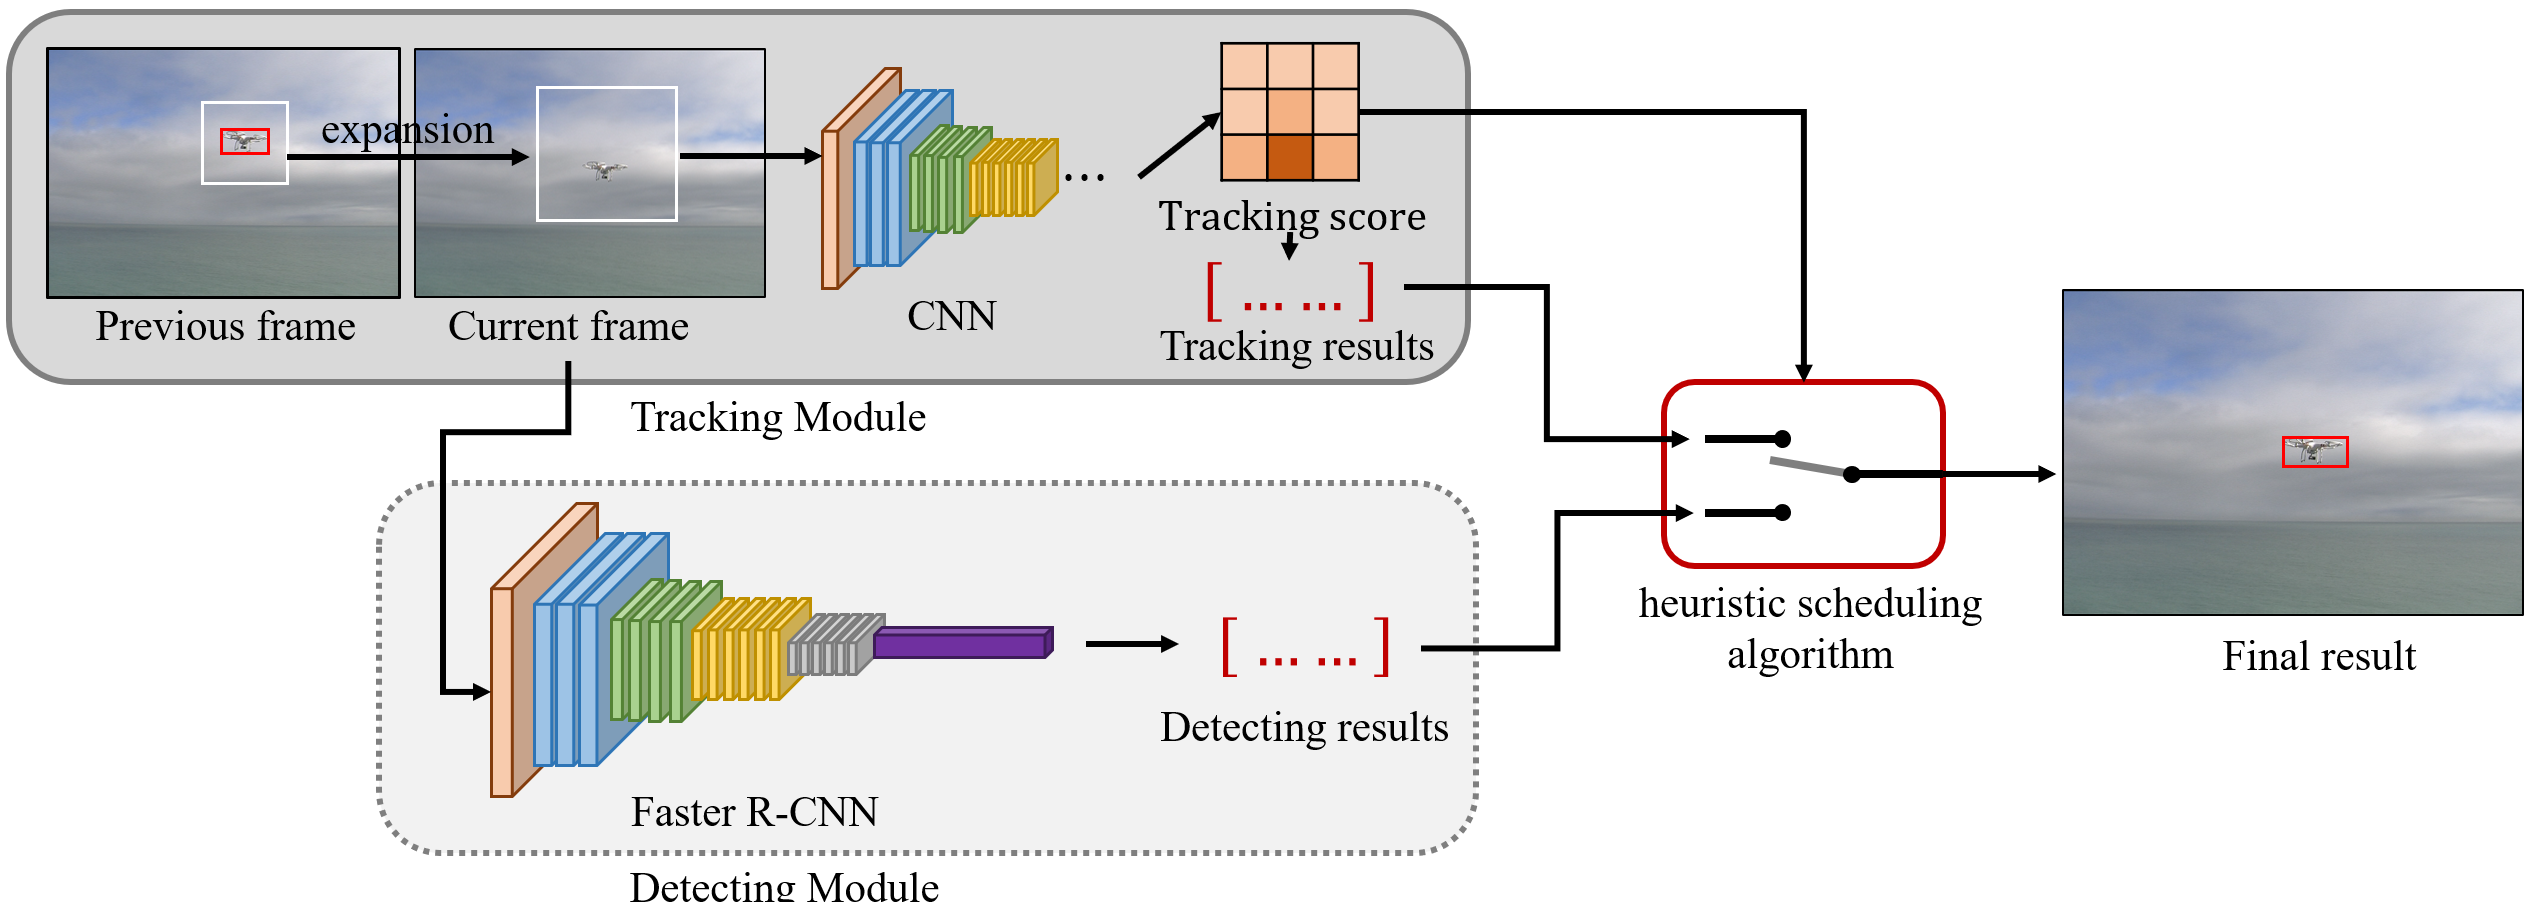 expansion
Previous frame
Current frame
CNN
...
Tracking score
[ ... ... ]
Tracking results
Tracking Module
heuristic scheduling
algorithm
Final result
[ ... ... ]
Detecting results
Faster R-CNN
Detecting Module